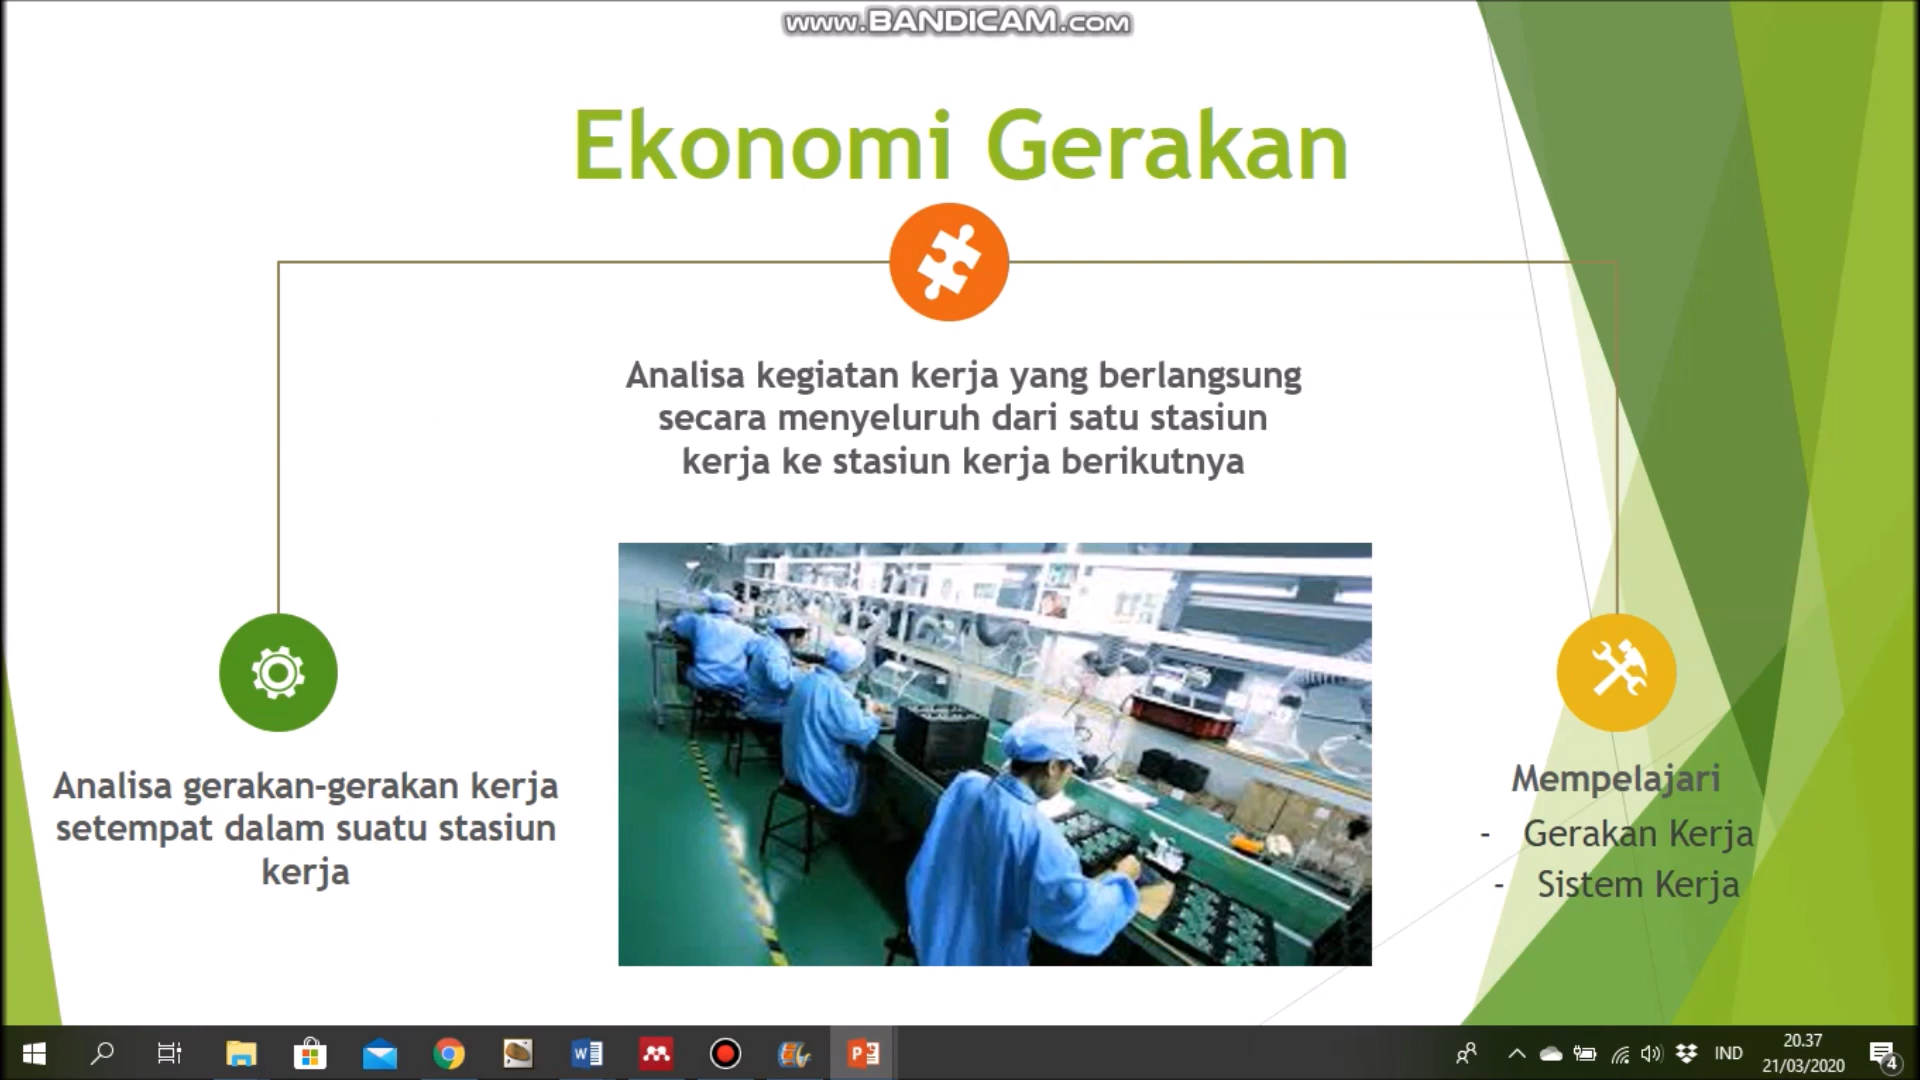 www.BANDICAM.com
Ekonomi Gerakan
Analisa kegiatan kerja yang berlangsung
secara menyeluruh dari satu stasiun
kerja ke stasiun kerja berikutnya
Analisa gerakan-gerakan kerja
setempat dalam suatu stasiun
kerja
Mempelajari
- Gerakan Kerja
- Sistem Kerja
IND
20.37
21/03/2020
4